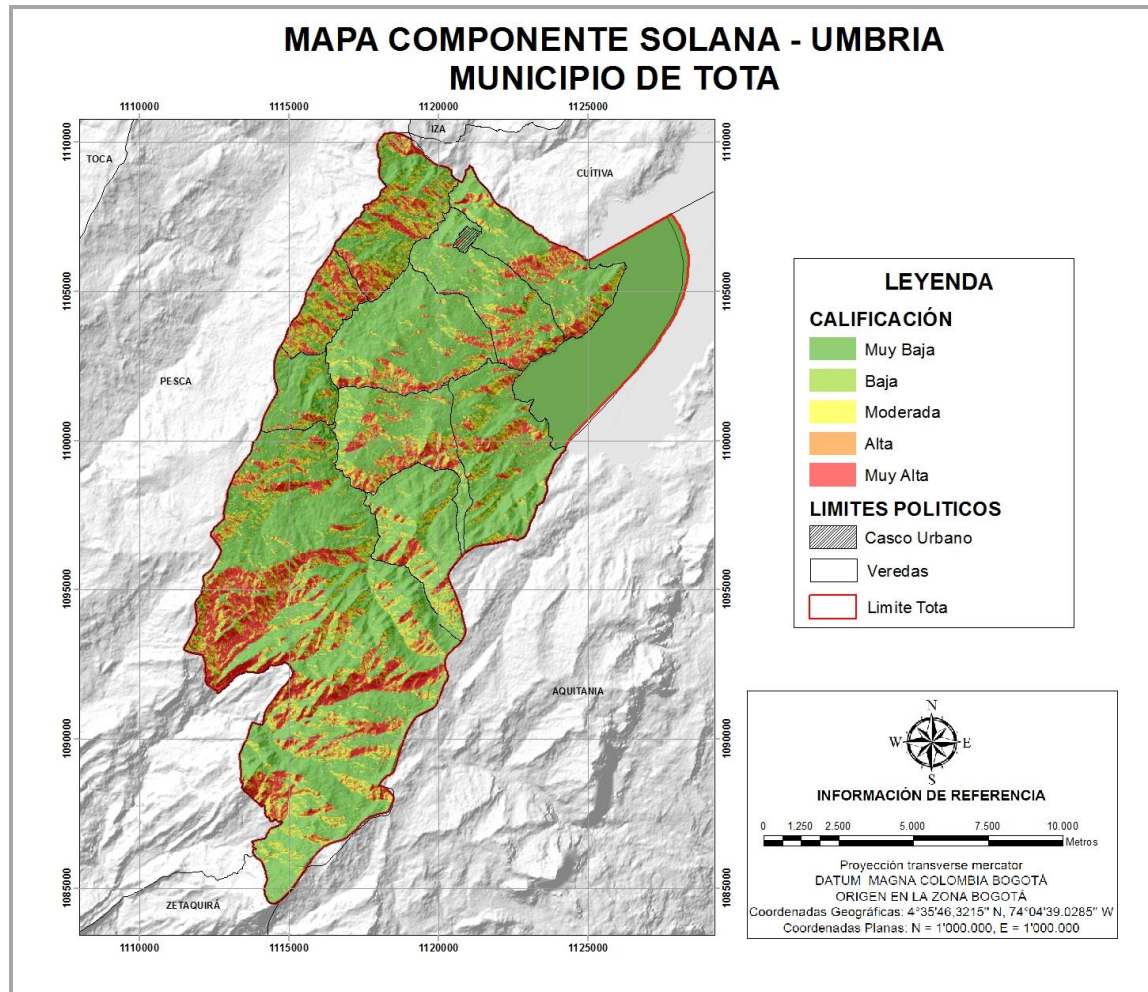 MAPA COMPONENTE SOLANA - UMBRIA
MUNICIPIO DE TOTA
1110000 1115000 1120000 1125000
IZA
TOCA
CUÍTIVA
PESCA
AQUITANIA
ZETAQUIRÁ
1110000 1110000
1105000 1105000
1100000 1100000
1095000 1095000
1090000 1090000
1085000 1085000
1110000 1115000 1120000 1125000
LEYENDA
CALIFICACIÓN
Muy Baja
Baja
Moderada
Alta
Muy Alta
LIMITES POLITICOS
Casco Urbano
Veredas
Limite Tota
N
W E
S
INFORMACIÓN DE REFERENCIA
0 1.250 2.500 5.000 7.500 10.000
Metros
Proyección transverse mercator
DATUM MAGNA COLOMBIA BOGOTÁ
ORIGEN EN LA ZONA BOGOTÁ
Coordenadas Geográficas: 4°35'46,3215" N, 74°04'39.0285" W
Coordenadas Planas: N = 1'000.000, E = 1'000.000